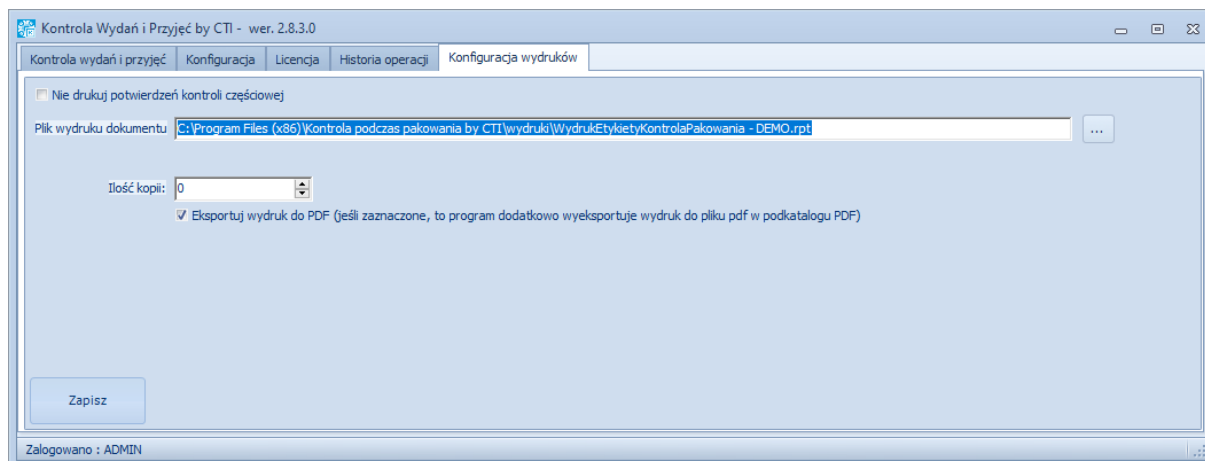 Kontrola Wydań i Przyjęć by CTI - wer. 2.8.3.0
Kontrola wydań i przyjęć Konfiguracja Licencja Historia operacji Konfiguracja wydruków
Nie drukuj potwierdzeń kontroli częściowej
Plik wydruku dokumentu C:\Program Files (x86)\Kontrola podczas pakowania by CTI\wydruki\WydrukEtykietyKontrolaPakowania - DEMO.rpt ...
Ilość kopii: 0
Eksportuj wydruk do PDF (jeśli zaznaczone, to program dodatkowo wyeksportuje wydruk do pliku pdf w podkatalogu PDF)
Zapisz
Zalogowano : ADMIN